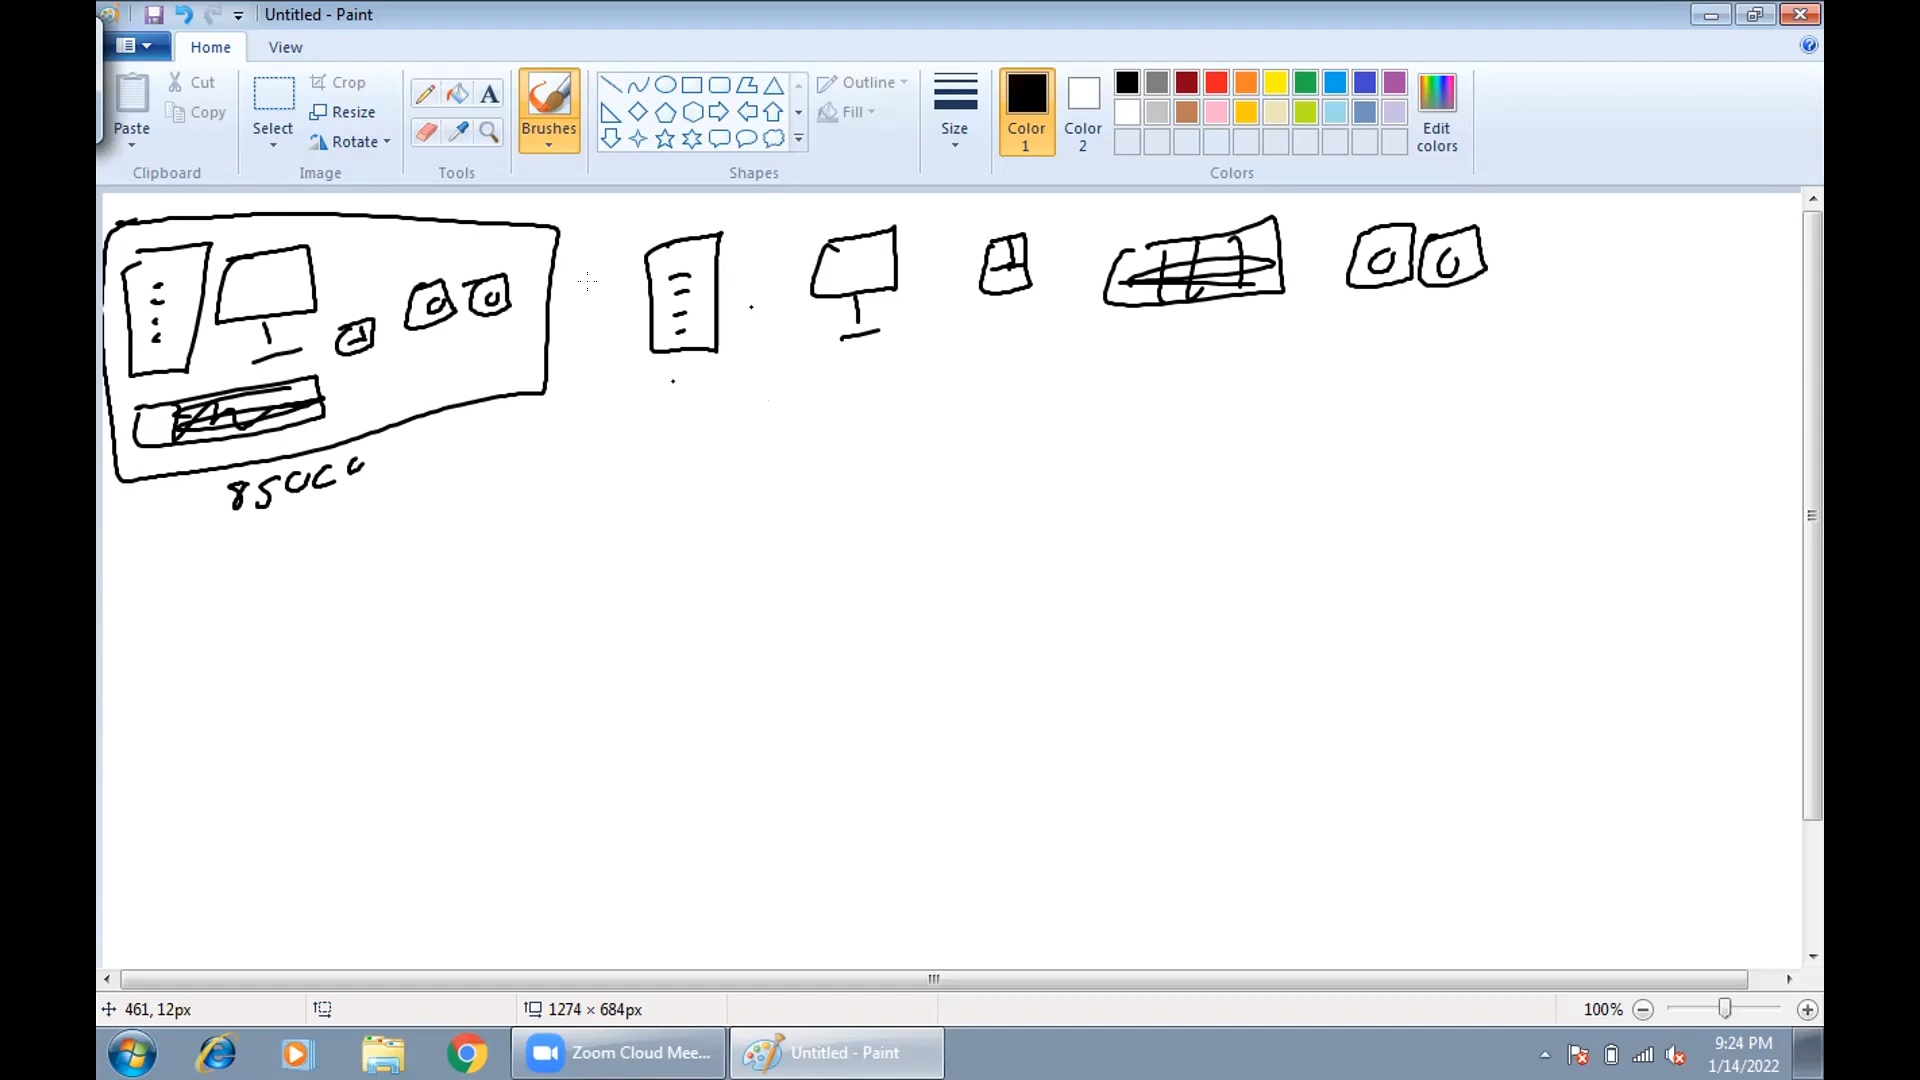 Untitled - Paint
Home View
Paste
Cut
Copy
Clipboard
Select
Crop
Resize
Rotate
Image
A
Tools
Brushes
Outline
Fill
Shapes
Size
Color 1
Color 2
Edit colors
Colors
85000
461, 12px
1274 × 684px
100%
Zoom Cloud Mee...
Untitled - Paint
9:24 PM
1/14/2022